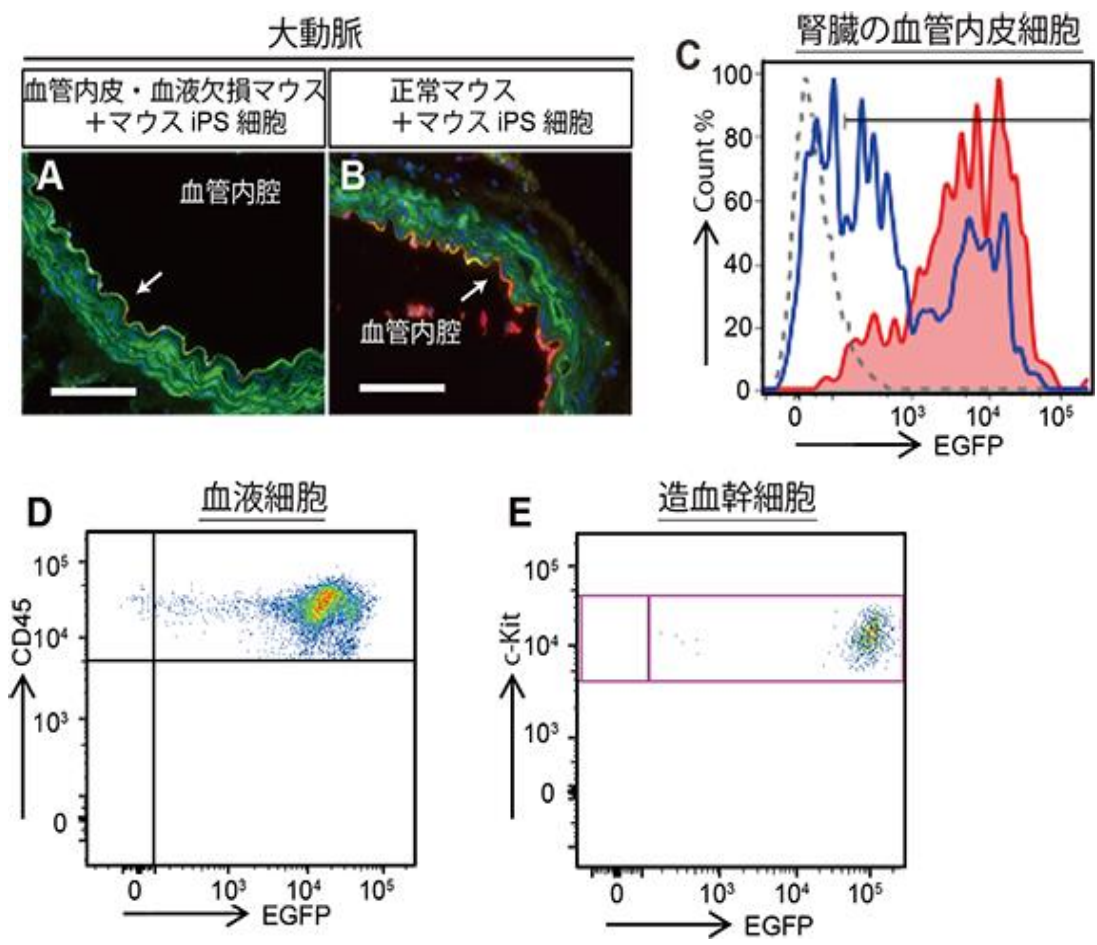 大動脈
血管内皮・血液欠損マウス
＋マウス iPS 細胞
正常マウス
＋マウス iPS 細胞
A
血管内腔
B
血管内腔
C
腎臓の血管内皮細胞
100
80
60
40
20
0
Count %
0
10³
10⁴
10⁵
EGFP
D
血液細胞
10⁵
10⁴
10³
0
CD45
0
10³
10⁴
10⁵
EGFP
E
造血幹細胞
10⁵
10⁴
10³
0
c-Kit
0
10³
10⁴
10⁵
EGFP